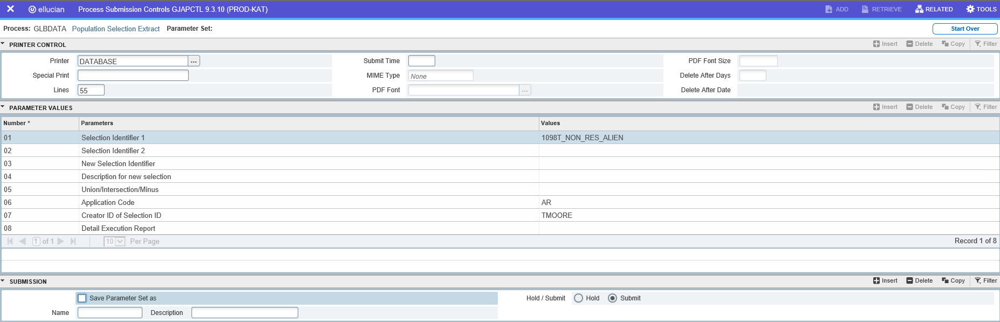 ✕ ellucian Process Submission Controls GJAPCTL 9.3.10 (PROD-KAT) ADD RETRIEVE RELATED TOOLS
Process: GLBDATA Population Selection Extract Parameter Set: Start Over
PRINTER CONTROL Insert Delete Copy Filter
Printer DATABASE ... Submit Time PDF Font Size
Special Print MIME Type None Delete After Days
Lines 55 PDF Font ... Delete After Date
PARAMETER VALUES Insert Delete Copy Filter
Number * Parameters Values
01 Selection Identifier 1 1098T_NON_RES_ALIEN
02 Selection Identifier 2
03 New Selection Identifier
04 Description for new selection
05 Union/Intersection/Minus
06 Application Code AR
07 Creator ID of Selection ID TMOORE
08 Detail Execution Report
1 of 1 10 Per Page Record 1 of 8
SUBMISSION Insert Delete Copy Filter
Save Parameter Set as Hold / Submit Hold Submit
Name Description